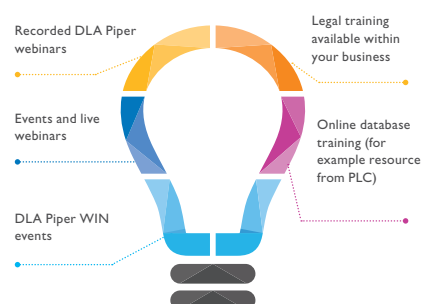 Recorded DLA Piper
webinars
Legal training
available within
your business
Events and live
webinars
Online database
training (for
example resource
from PLC)
DLA Piper WIN
events